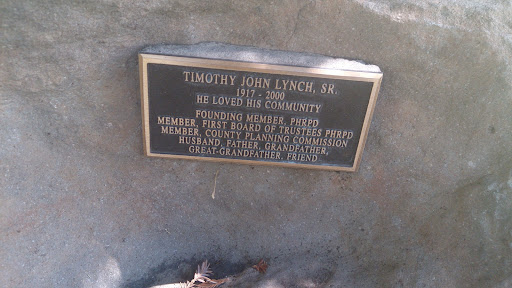 TIMOTHY JOHN LYNCH, SR.
1917 - 2000
HE LOVED HIS COMMUNITY
FOUNDING MEMBER, PHRPD
MEMBER, FIRST BOARD OF TRUSTEES PHRPD
MEMBER, COUNTY PLANNING COMMISSION
HUSBAND, FATHER, GRANDFATHER,
GREAT-GRANDFATHER, FRIEND